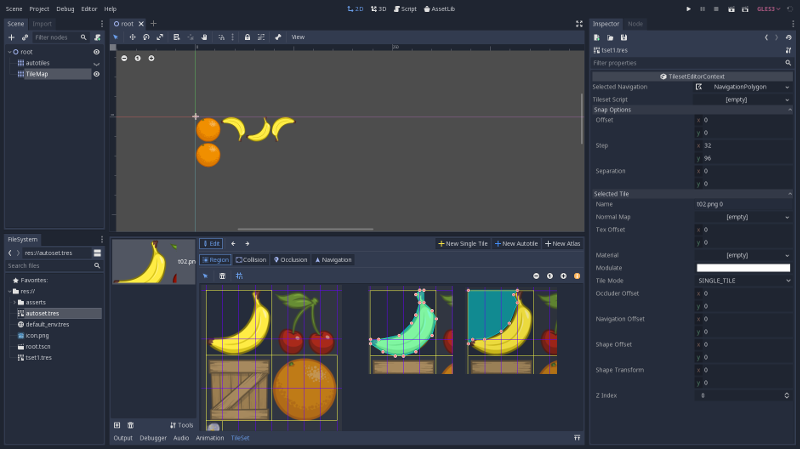 Scene Project Debug Editor Help
2D 3D Script AssetLib
GLES3
Scene Import
Filter nodes
root
autotiles
TileMap
FileSystem
res://autoset.tres
Search files
Favorites:
res://
asserts
autoset.tres
default_env.tres
icon.png
root.tscn
tset1.tres
root
View
t02.pn
Tools
Edit
New Single Tile New Autotile New Atlas
Region Collision Occlusion Navigation
Output Debugger Audio Animation TileSet
Inspector Node
tset1.tres
Filter properties
TilesetEditorContext
Selected Navigation NavigationPolygon
Tileset Script [empty]
Snap Options
Offset x 0
y 0
Step x 32
y 96
Separation x 0
y 0
Selected Tile
Name t02.png 0
Normal Map [empty]
Tex Offset x 0
y 0
Material [empty]
Modulate
Tile Mode SINGLE_TILE
Occluder Offset x 0
y 0
Navigation Offset x 0
y 0
Shape Offset x 0
y 0
Shape Transform x 0
y 0
Z Index 0